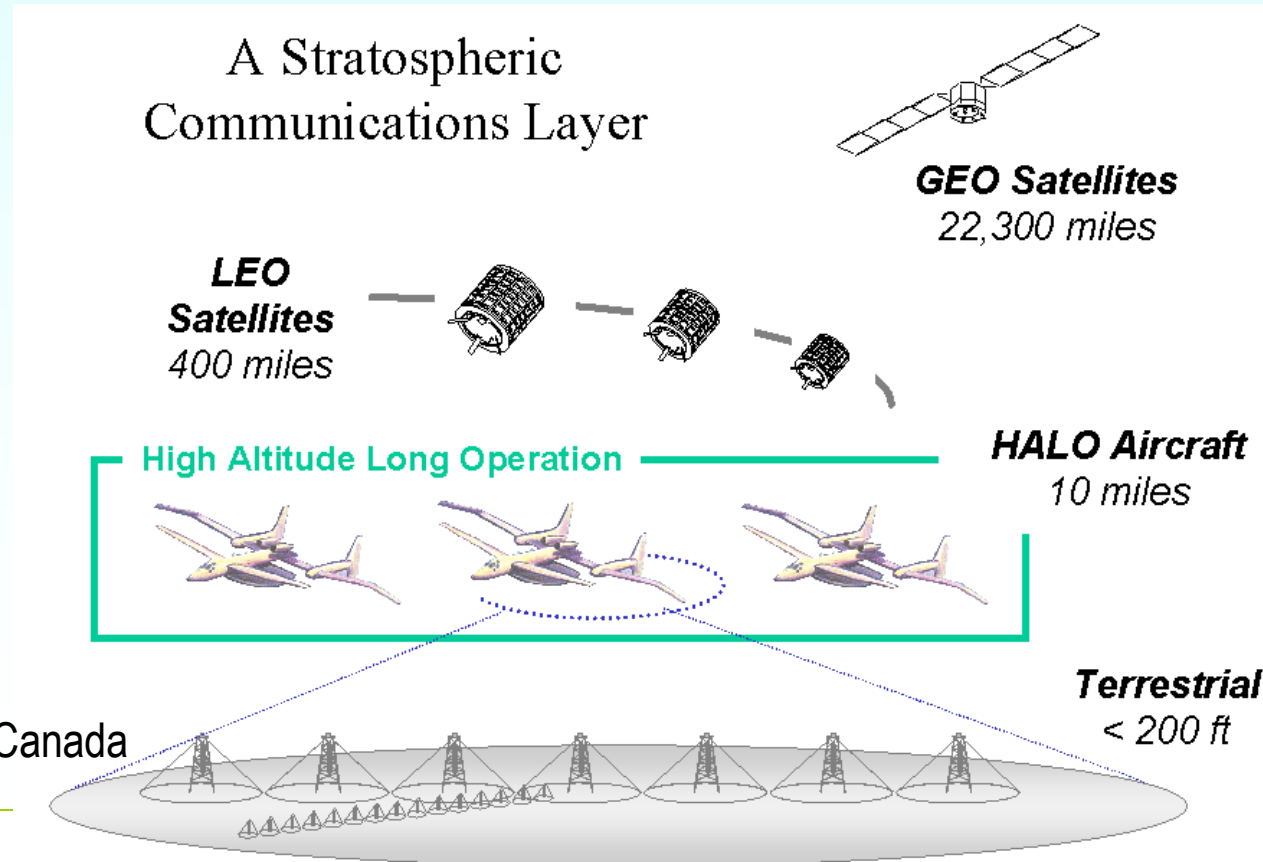 A Stratospheric
Communications Layer
GEO Satellites
22,300 miles
LEO
Satellites
400 miles
High Altitude Long Operation
HALO Aircraft
10 miles
Terrestrial
< 200 ft
Canada